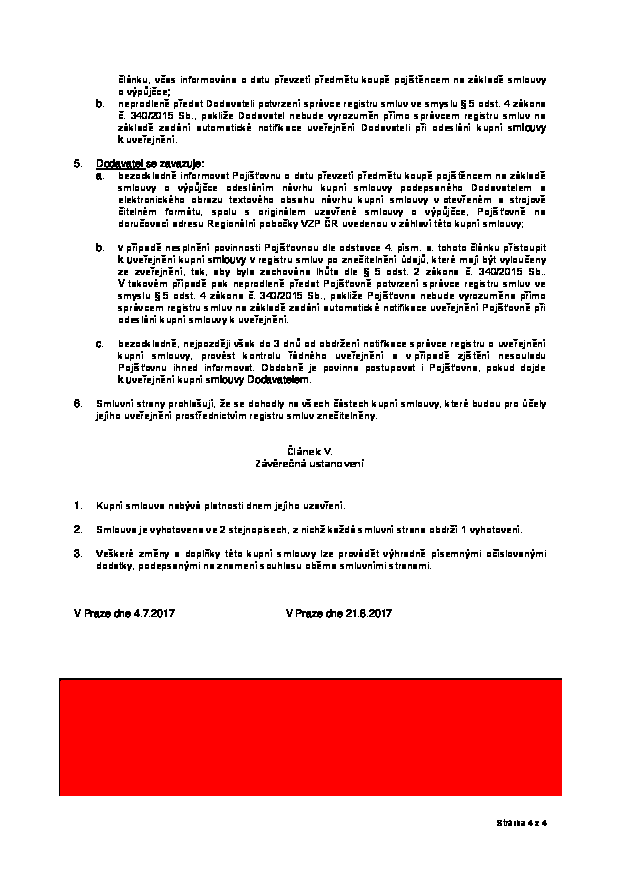 článku, včas informována o datu převzetí předmětu koupě pojištěncem na základě smlouvy
o výpůjčce;
b. neprodleně předat Dodavateli potvrzení správce registru smluv ve smyslu § 5 odst. 4 zákona
č. 340/2015 Sb., pakliže Dodavatel nebude vyrozuměn přímo správcem registru smluv na
základě zadání automatické notifikace uveřejnění Dodavateli při odeslání kupní smlouvy
k uveřejnění.
5. Dodavatel se zavazuje:
a. bezodkladně informovat Pojišťovnu o datu převzetí předmětu koupě pojištěncem na základě
smlouvy o výpůjčce odesláním návrhu kupní smlouvy podepsaného Dodavatelem a
elektronického obrazu textového obsahu návrhu kupní smlouvy v otevřeném a strojově
čitelném formátu, spolu s originálem uzavřené smlouvy o výpůjčce, Pojišťovně na
doručovací adresu Regionální pobočky VZP ČR uvedenou v záhlaví této kupní smlouvy;
b. v případě nesplnění povinnosti Pojišťovnou dle odstavce 4. písm. a. tohoto článku přistoupit
k uveřejnění kupní smlouvy v registru smluv po znečitelnění údajů, které mají být vyloučeny
ze zveřejnění, tak, aby byla zachována lhůta dle § 5 odst. 2 zákona č. 340/2015 Sb..
V takovém případě pak neprodleně předat Pojišťovně potvrzení správce registru smluv ve
smyslu § 5 odst. 4 zákona č. 340/2015 Sb., pakliže Pojišťovna nebude vyrozuměna přímo
správcem registru smluv na základě zadání automatické notifikace uveřejnění Pojišťovně při
odeslání kupní smlouvy k uveřejnění.
c. bezodkladně, nejpozději však do 3 dnů od obdržení notifikace správce registru o uveřejnění
kupní smlouvy, provést kontrolu řádného uveřejnění a v případě zjištění nesouladu
Pojišťovnu ihned informovat. Obdobně je povinna postupovat i Pojišťovna, pokud dojde
k uveřejnění kupní smlouvy Dodavatelem.
6. Smluvní strany prohlašují, že se dohodly na všech částech kupní smlouvy, které budou pro účely
jejího uveřejnění prostřednictvím registru smluv znečitelněny.
Článek V.
Závěrečná ustanovení
1. Kupní smlouva nabývá platnosti dnem jejího uzavření.
2. Smlouva je vyhotovena ve 2 stejnopisech, z nichž každá smluvní strana obdrží 1 vyhotovení.
3. Veškeré změny a doplňky této kupní smlouvy lze provádět výhradně písemnými očíslovanými
dodatky, podepsanými na znamení souhlasu oběma smluvními stranami.
V Praze dne 4.7.2017 V Praze dne 21.6.2017
Stránka 4 z 4